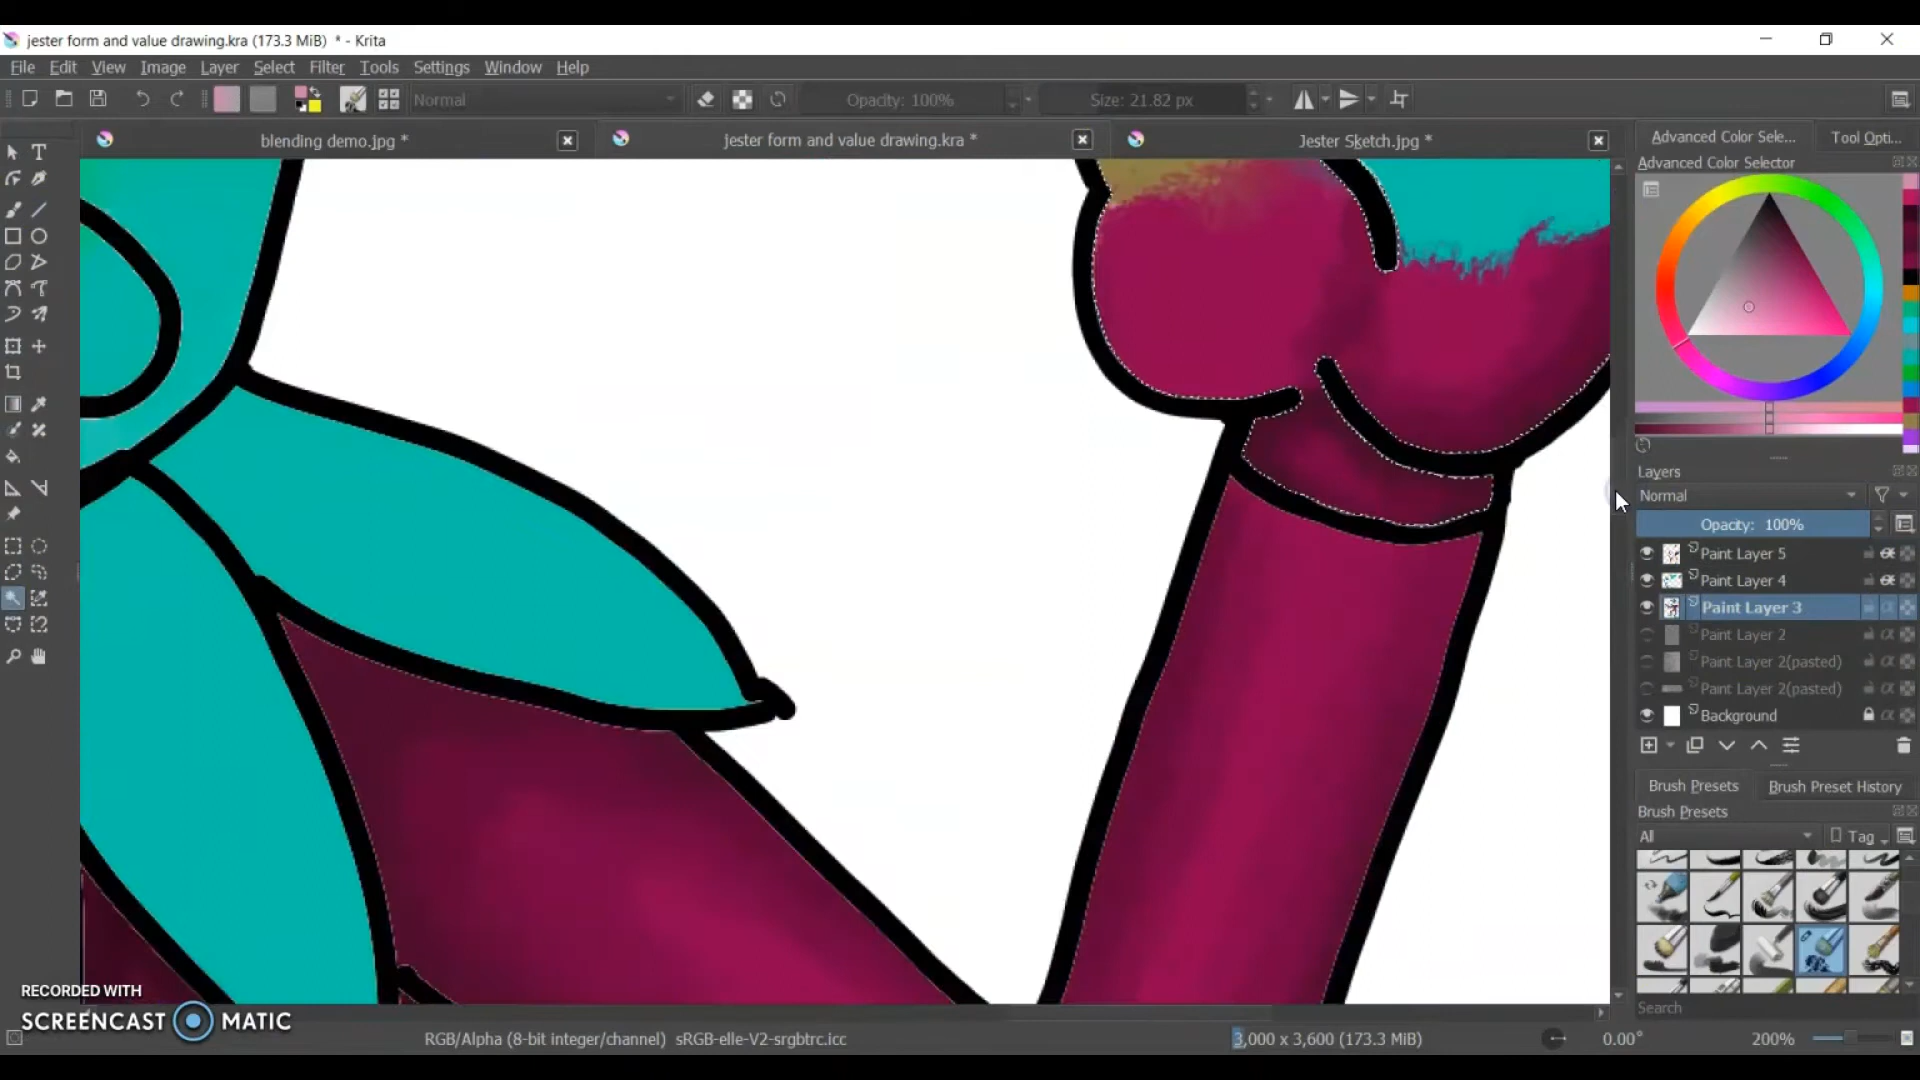 jester form and value drawing.kra (173.3 MiB) * - Krita
File Edit View Image Layer Select Filter Tools Settings Window Help
Normal Opacity: 100% Size: 21.82 px
blending demo.jpg * jester form and value drawing.kra * Jester Sketch.jpg *
Advanced Color Sele... Tool Opti...
Advanced Color Selector
Layers
Normal
Opacity: 100%
Paint Layer 5
Paint Layer 4
Paint Layer 3
Paint Layer 2
Paint Layer 2(pasted)
Paint Layer 2(pasted)
Background
Brush Presets Brush Preset History
Brush Presets
All Tag
Search
RECORDED WITH
SCREENCAST MATIC
RGB/Alpha (8-bit integer/channel) sRGB-elle-V2-srgbtrc.icc 3,000 x 3,600 (173.3 MiB) 0.00° 200%